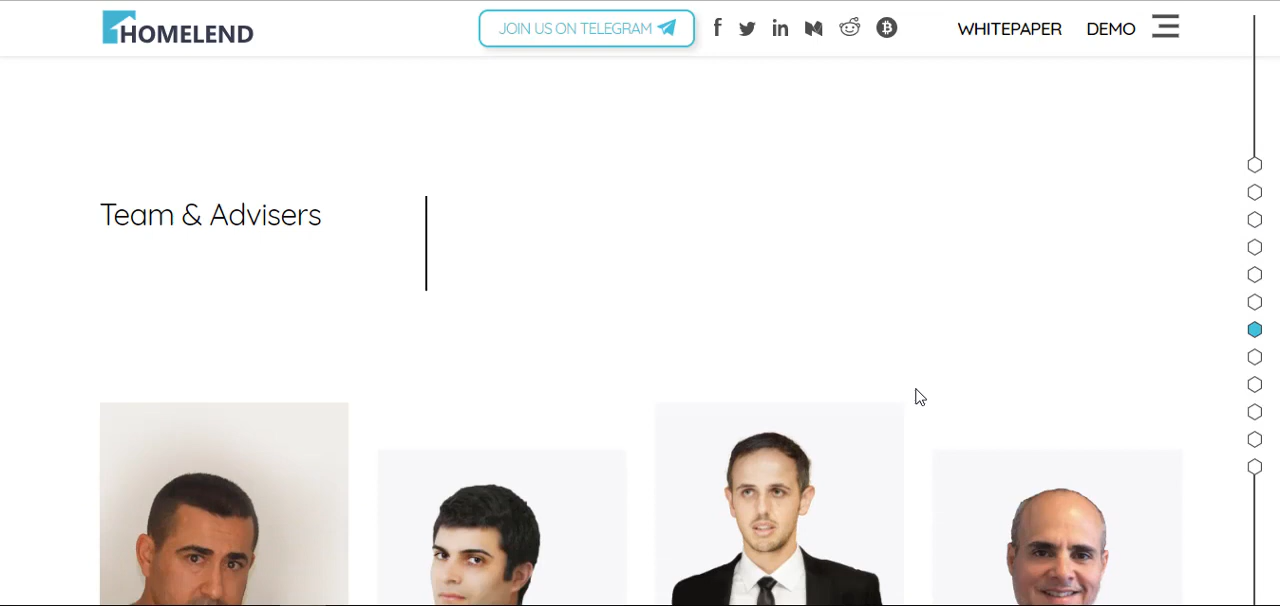 HOMELEND
JOIN US ON TELEGRAM
WHITEPAPER
DEMO
Team & Advisers